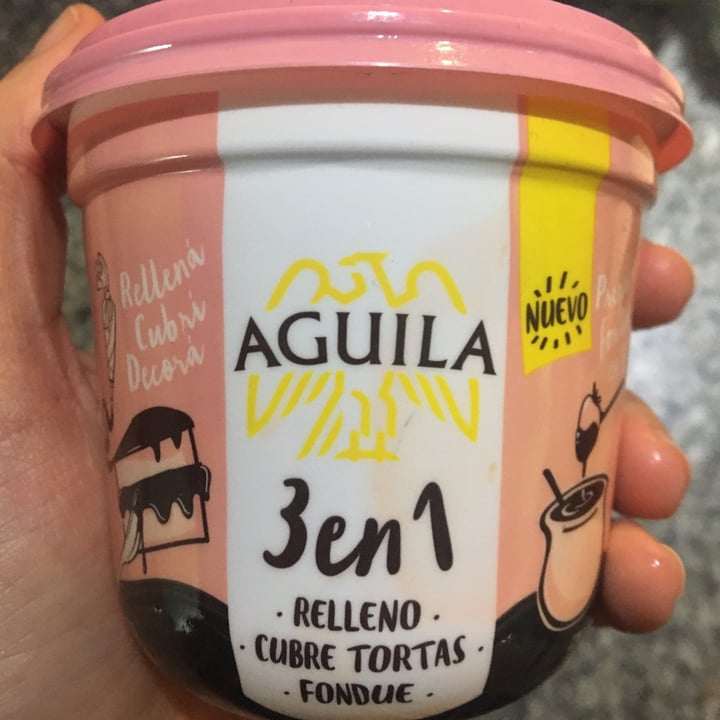 Rellená
Cubrí
Decorá
AGUILA
3en1
· RELLENO ·
· CUBRE TORTAS ·
· FONDUE ·
NUEVO